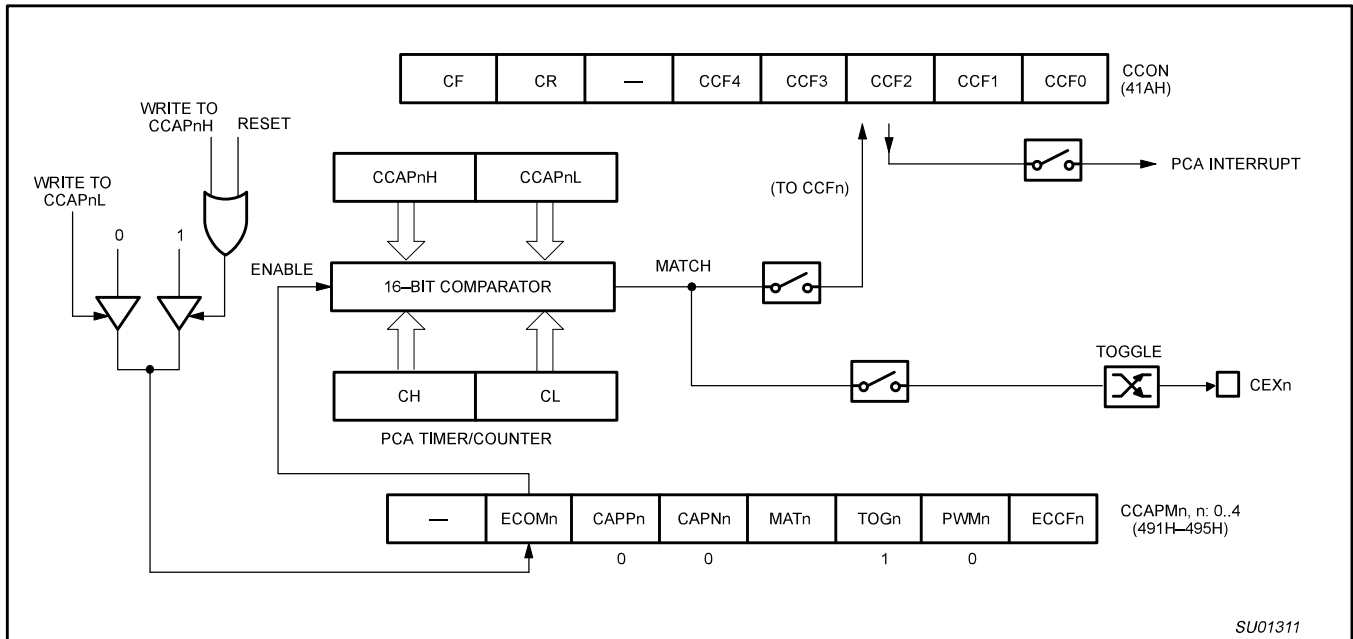 CF CR — CCF4 CCF3 CCF2 CCF1 CCF0
CCON
(41AH)
WRITE TO
CCAPnH
RESET
WRITE TO
CCAPnL
0
1
CCAPnH CCAPnL
(TO CCFn)
PCA INTERRUPT
ENABLE
16–BIT COMPARATOR
MATCH
CH CL
PCA TIMER/COUNTER
TOGGLE
CEXn
— ECOMn CAPPn CAPNn MATn TOGn PWMn ECCFn
CCAPMn, n: 0..4
(491H–495H)
0 0 1 0
SU01311